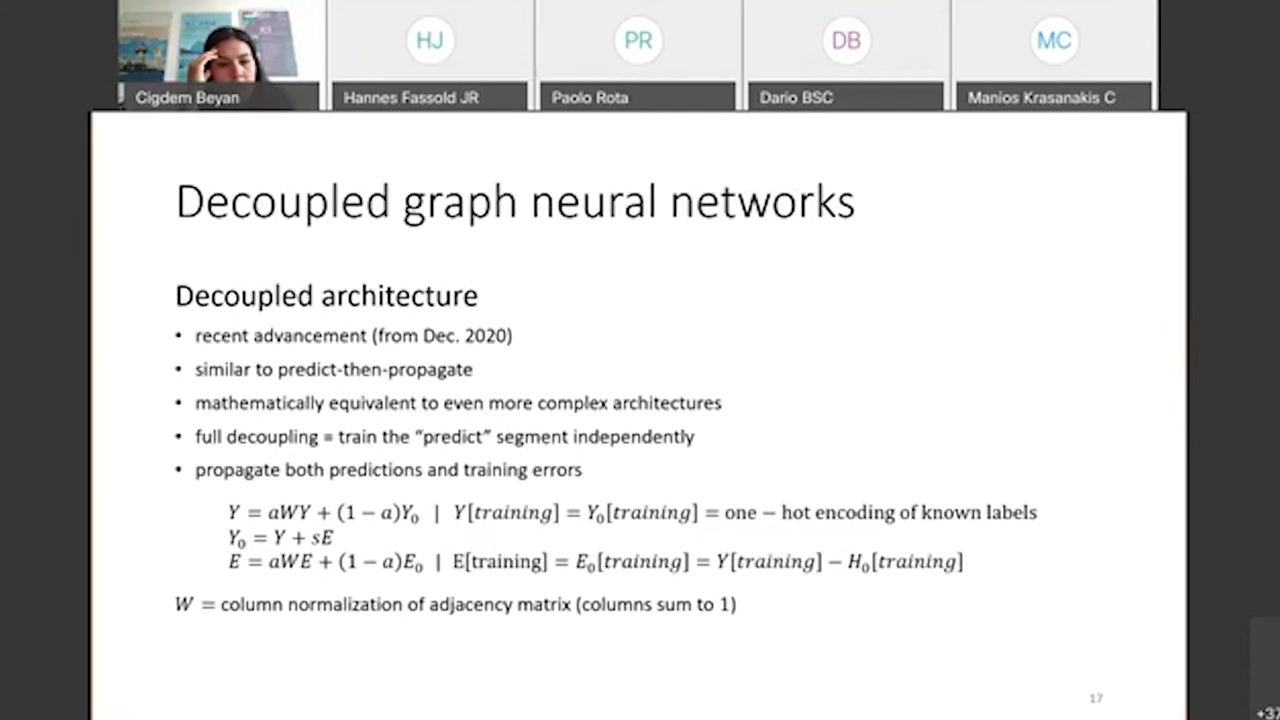 HJ
PR
DB
MC
Cigdem Beyan
Hannes Fassold JR
Paolo Rota
Dario BSC
Manios Krasanakis C
Decoupled graph neural networks
Decoupled architecture
• recent advancement (from Dec. 2020)
• similar to predict-then-propagate
• mathematically equivalent to even more complex architectures
• full decoupling = train the “predict” segment independently
• propagate both predictions and training errors
Y = aWY + (1 − a)Y₀ | Y[training] = Y₀[training] = one − hot encoding of known labels
Y₀ = Y + sE
E = aWE + (1 − a)E₀ | E[training] = E₀[training] = Y[training] − H₀[training]
W = column normalization of adjacency matrix (columns sum to 1)
17